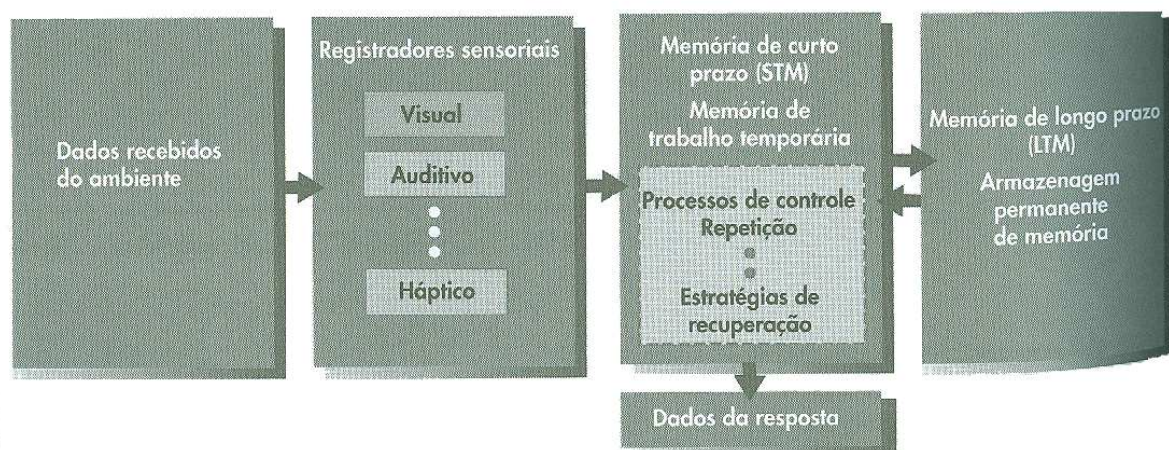 Dados recebidos
do ambiente
Registradores sensoriais
Visual
Auditivo
Háptico
Memória de curto
prazo (STM)
Memória de
trabalho temporária
Processos de controle
Repetição
Estratégias de
recuperação
Memória de longo prazo
(LTM)
Armazenagem
permanente
de memória
Dados da resposta